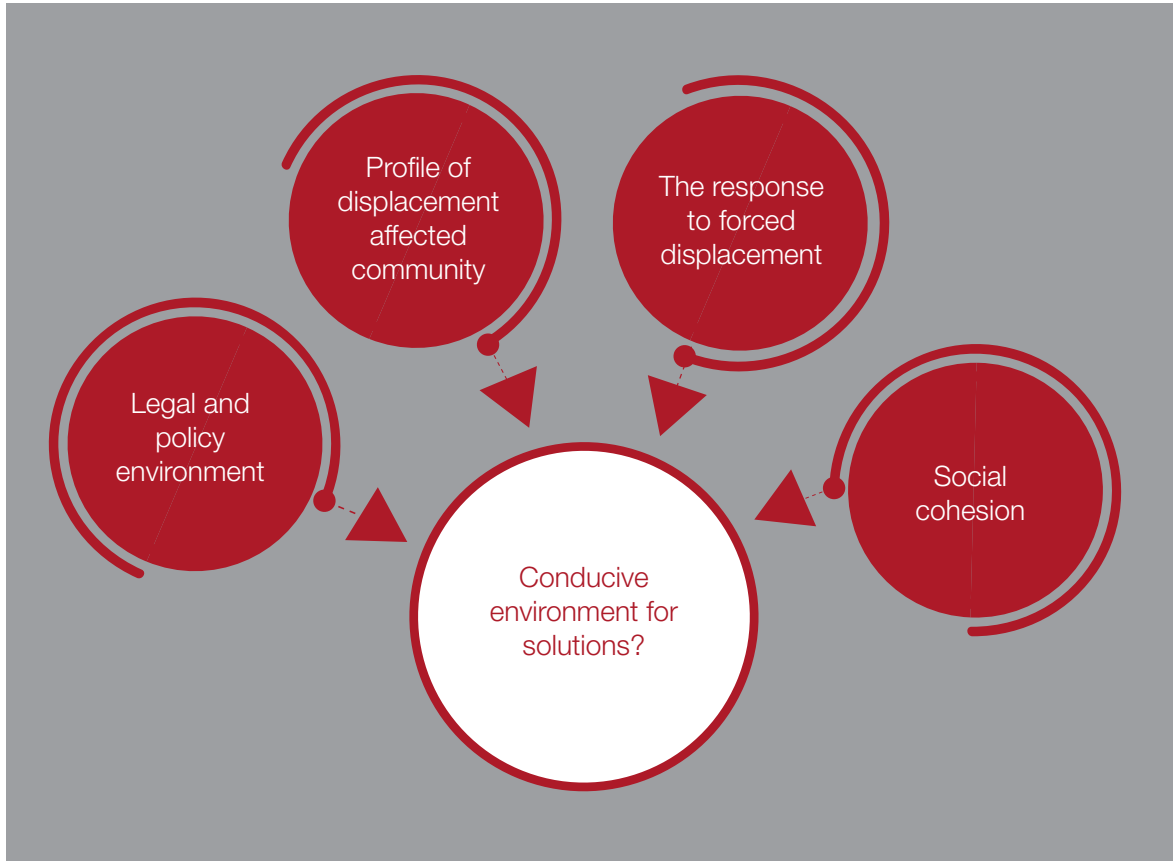 Profile of
displacement
affected
community
The response
to forced
displacement
Legal and
policy
environment
Social
cohesion
Conducive
environment for
solutions?